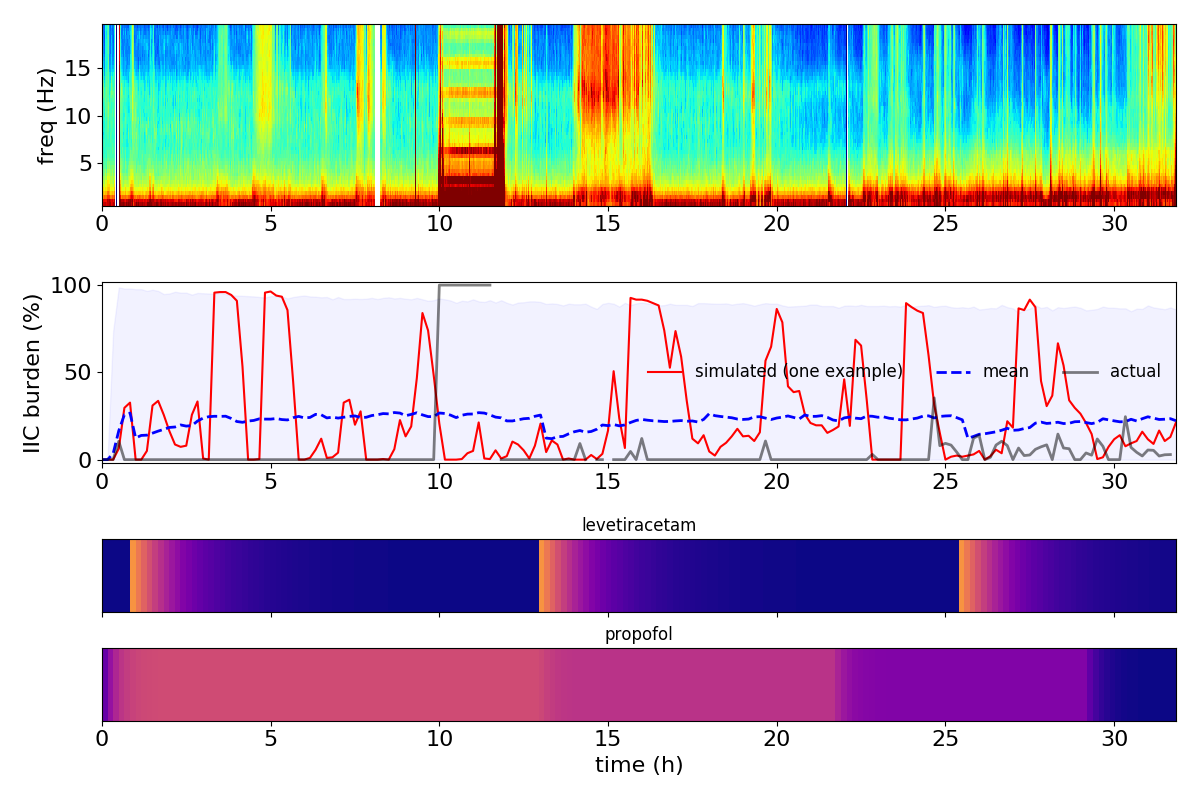 freq (Hz)
15
10
5
0 5 10 15 20 25 30
IIC burden (%)
100
50
0
simulated (one example) mean actual
0 5 10 15 20 25 30
levetiracetam
propofol
0 5 10 15 20 25 30
time (h)